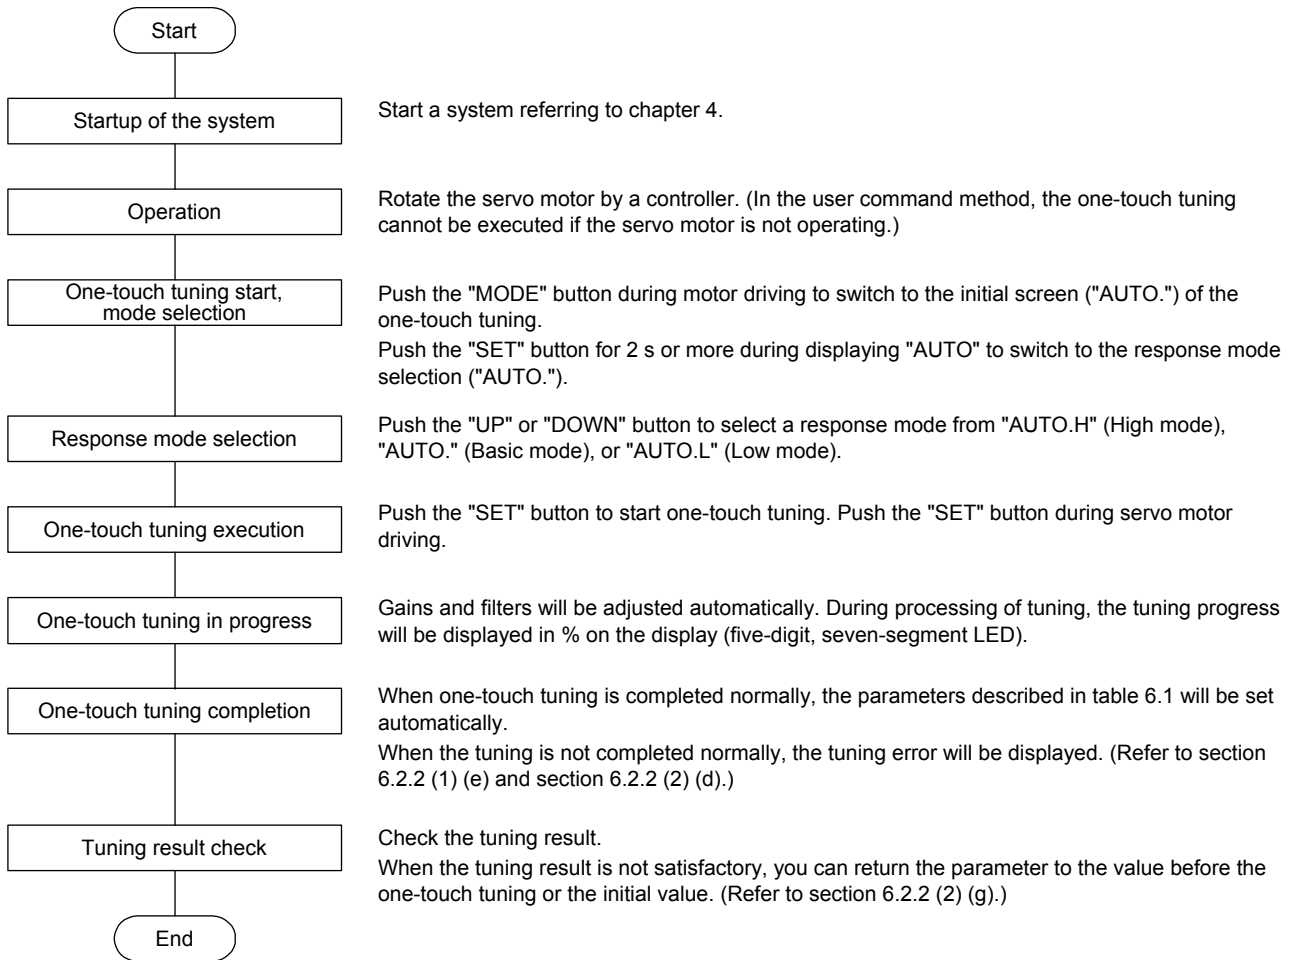 Start
Startup of the system
Start a system referring to chapter 4.
Operation
Rotate the servo motor by a controller. (In the user command method, the one-touch tuning
cannot be executed if the servo motor is not operating.)
One-touch tuning start,
mode selection
Push the "MODE" button during motor driving to switch to the initial screen ("AUTO.") of the
one-touch tuning.
Push the "SET" button for 2 s or more during displaying "AUTO" to switch to the response mode
selection ("AUTO.").
Response mode selection
Push the "UP" or "DOWN" button to select a response mode from "AUTO.H" (High mode),
"AUTO." (Basic mode), or "AUTO.L" (Low mode).
One-touch tuning execution
Push the "SET" button to start one-touch tuning. Push the "SET" button during servo motor
driving.
One-touch tuning in progress
Gains and filters will be adjusted automatically. During processing of tuning, the tuning progress
will be displayed in % on the display (five-digit, seven-segment LED).
One-touch tuning completion
When one-touch tuning is completed normally, the parameters described in table 6.1 will be set
automatically.
When the tuning is not completed normally, the tuning error will be displayed. (Refer to section
6.2.2 (1) (e) and section 6.2.2 (2) (d).)
Tuning result check
Check the tuning result.
When the tuning result is not satisfactory, you can return the parameter to the value before the
one-touch tuning or the initial value. (Refer to section 6.2.2 (2) (g).)
End